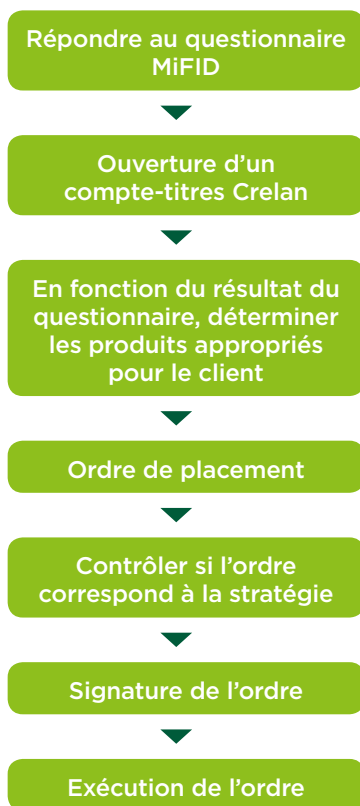 Répondre au questionnaire
MiFID
Ouverture d’un
compte-titres Crelan
En fonction du résultat du
questionnaire, déterminer
les produits appropriés
pour le client
Ordre de placement
Contrôler si l’ordre
correspond à la stratégie
Signature de l’ordre
Exécution de l’ordre